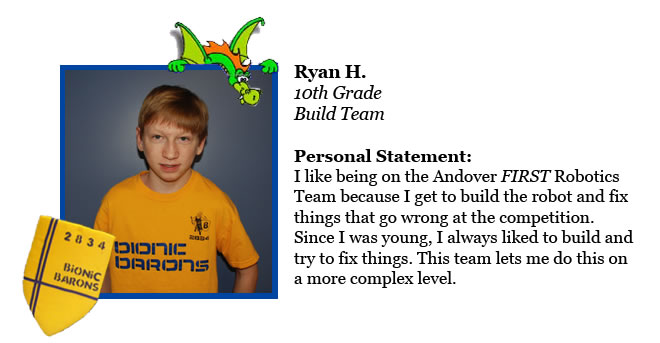 Ryan H.
10th Grade
Build Team
Personal Statement:
I like being on the Andover FIRST Robotics
Team because I get to build the robot and fix
things that go wrong at the competition.
Since I was young, I always liked to build and
try to fix things. This team lets me do this on
a more complex level.
2834
BIONIC
BARONS
2834
BiONiC
BARONS